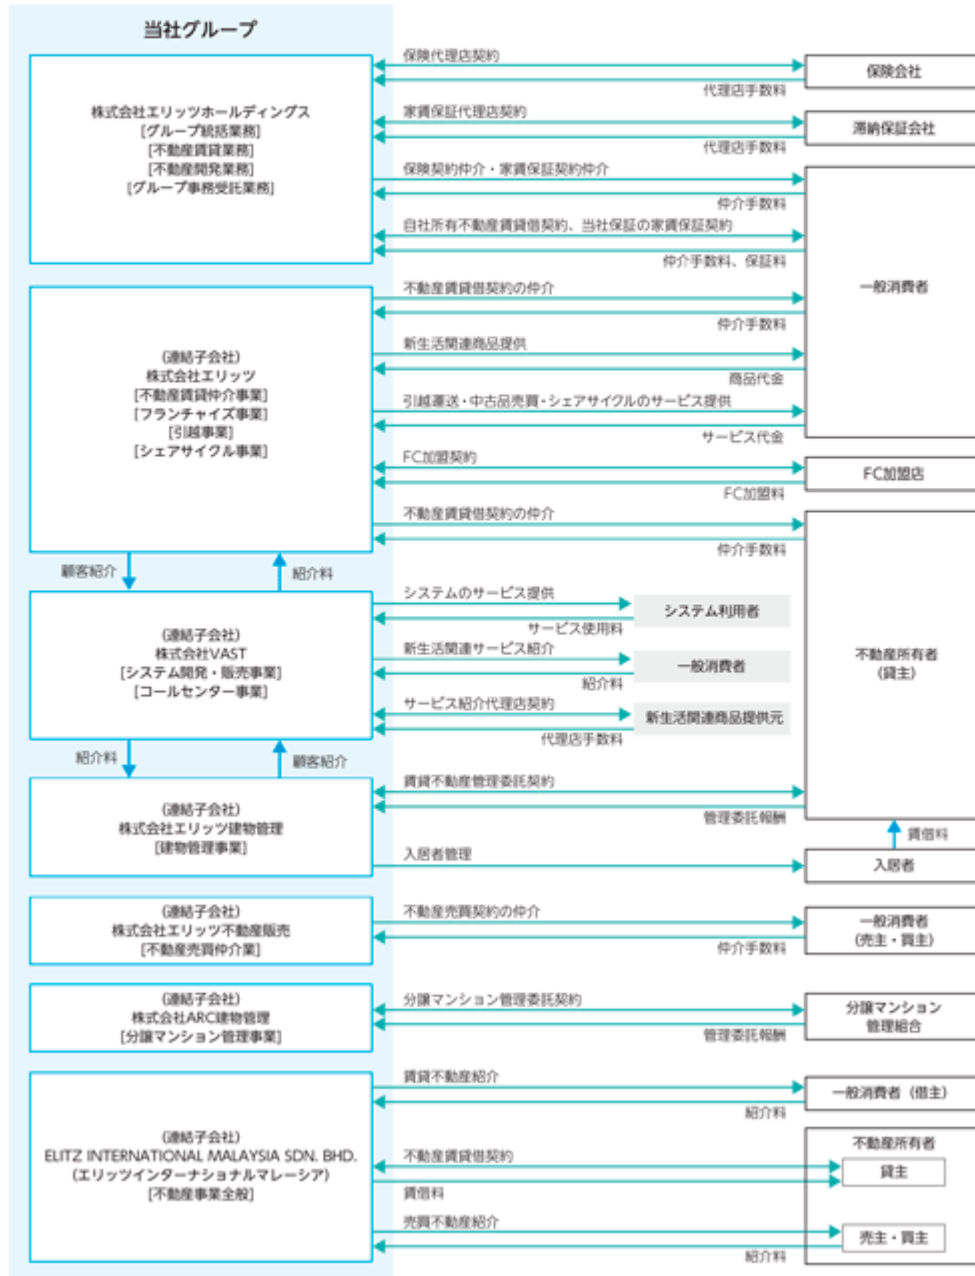 当社グループ
株式会社エリッツホールディングス
[グループ統括業務]
[不動産賃貸業務]
[不動産開発業務]
[グループ事務受託業務]
保険代理店契約
代理店手数料
保険会社
家賃保証代理店契約
代理店手数料
滞納保証会社
保険契約仲介・家賃保証契約仲介
仲介手数料
自社所有不動産賃貸借契約、当社保証の家賃保証契約
仲介手数料、保証料
一般消費者
(連結子会社)
株式会社エリッツ
[不動産賃貸仲介事業]
[フランチャイズ事業]
[引越事業]
[シェアサイクル事業]
不動産賃貸借契約の仲介
仲介手数料
新生活関連商品提供
商品代金
引越運送・中古品売買・シェアサイクルのサービス提供
サービス代金
FC加盟契約
FC加盟料
FC加盟店
不動産賃貸借契約の仲介
仲介手数料
不動産所有者
(貸主)
顧客紹介
紹介料
(連結子会社)
株式会社VAST
[システム開発・販売事業]
[コールセンター事業]
システムのサービス提供
サービス使用料
システム利用者
新生活関連サービス紹介
紹介料
一般消費者
サービス紹介代理店契約
代理店手数料
新生活関連商品提供元
紹介料
顧客紹介
(連結子会社)
株式会社エリッツ建物管理
[建物管理事業]
賃貸不動産管理委託契約
管理委託報酬
賃借料
入居者管理
入居者
(連結子会社)
株式会社エリッツ不動産販売
[不動産売買仲介業]
不動産売買契約の仲介
仲介手数料
一般消費者
(売主・買主)
(連結子会社)
株式会社ARC建物管理
[分譲マンション管理事業]
分譲マンション管理委託契約
管理委託報酬
分譲マンション
管理組合
(連結子会社)
ELITZ INTERNATIONAL MALAYSIA SDN. BHD.
(エリッツインターナショナルマレーシア)
[不動産事業全般]
賃貸不動産紹介
紹介料
一般消費者（借主）
不動産所有者
不動産賃貸借契約
賃借料
貸主
売買不動産紹介
紹介料
売主・買主